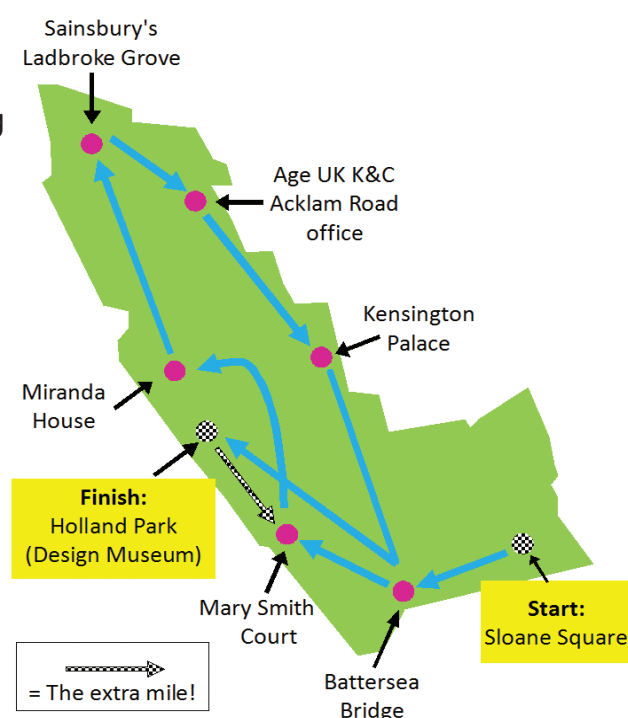 Sainsbury's
Ladbroke Grove
g
Age UK K&C
Acklam Road
office
Kensington
Palace
Miranda
House
Finish:
Holland Park
(Design Museum)
Mary Smith
Court
Start:
Sloane Square
Battersea
Bridge
= The extra mile!